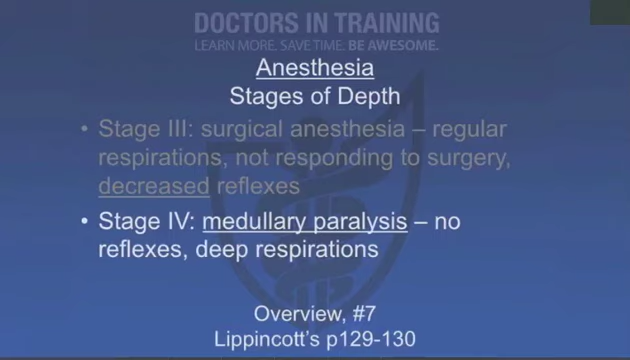 DOCTORS IN TRAINING
LEARN MORE. SAVE TIME. BE AWESOME.
Anesthesia
Stages of Depth
• Stage III: surgical anesthesia – regular
respirations, not responding to surgery,
decreased reflexes
• Stage IV: medullary paralysis – no
reflexes, deep respirations
Overview, #7
Lippincott's p129-130